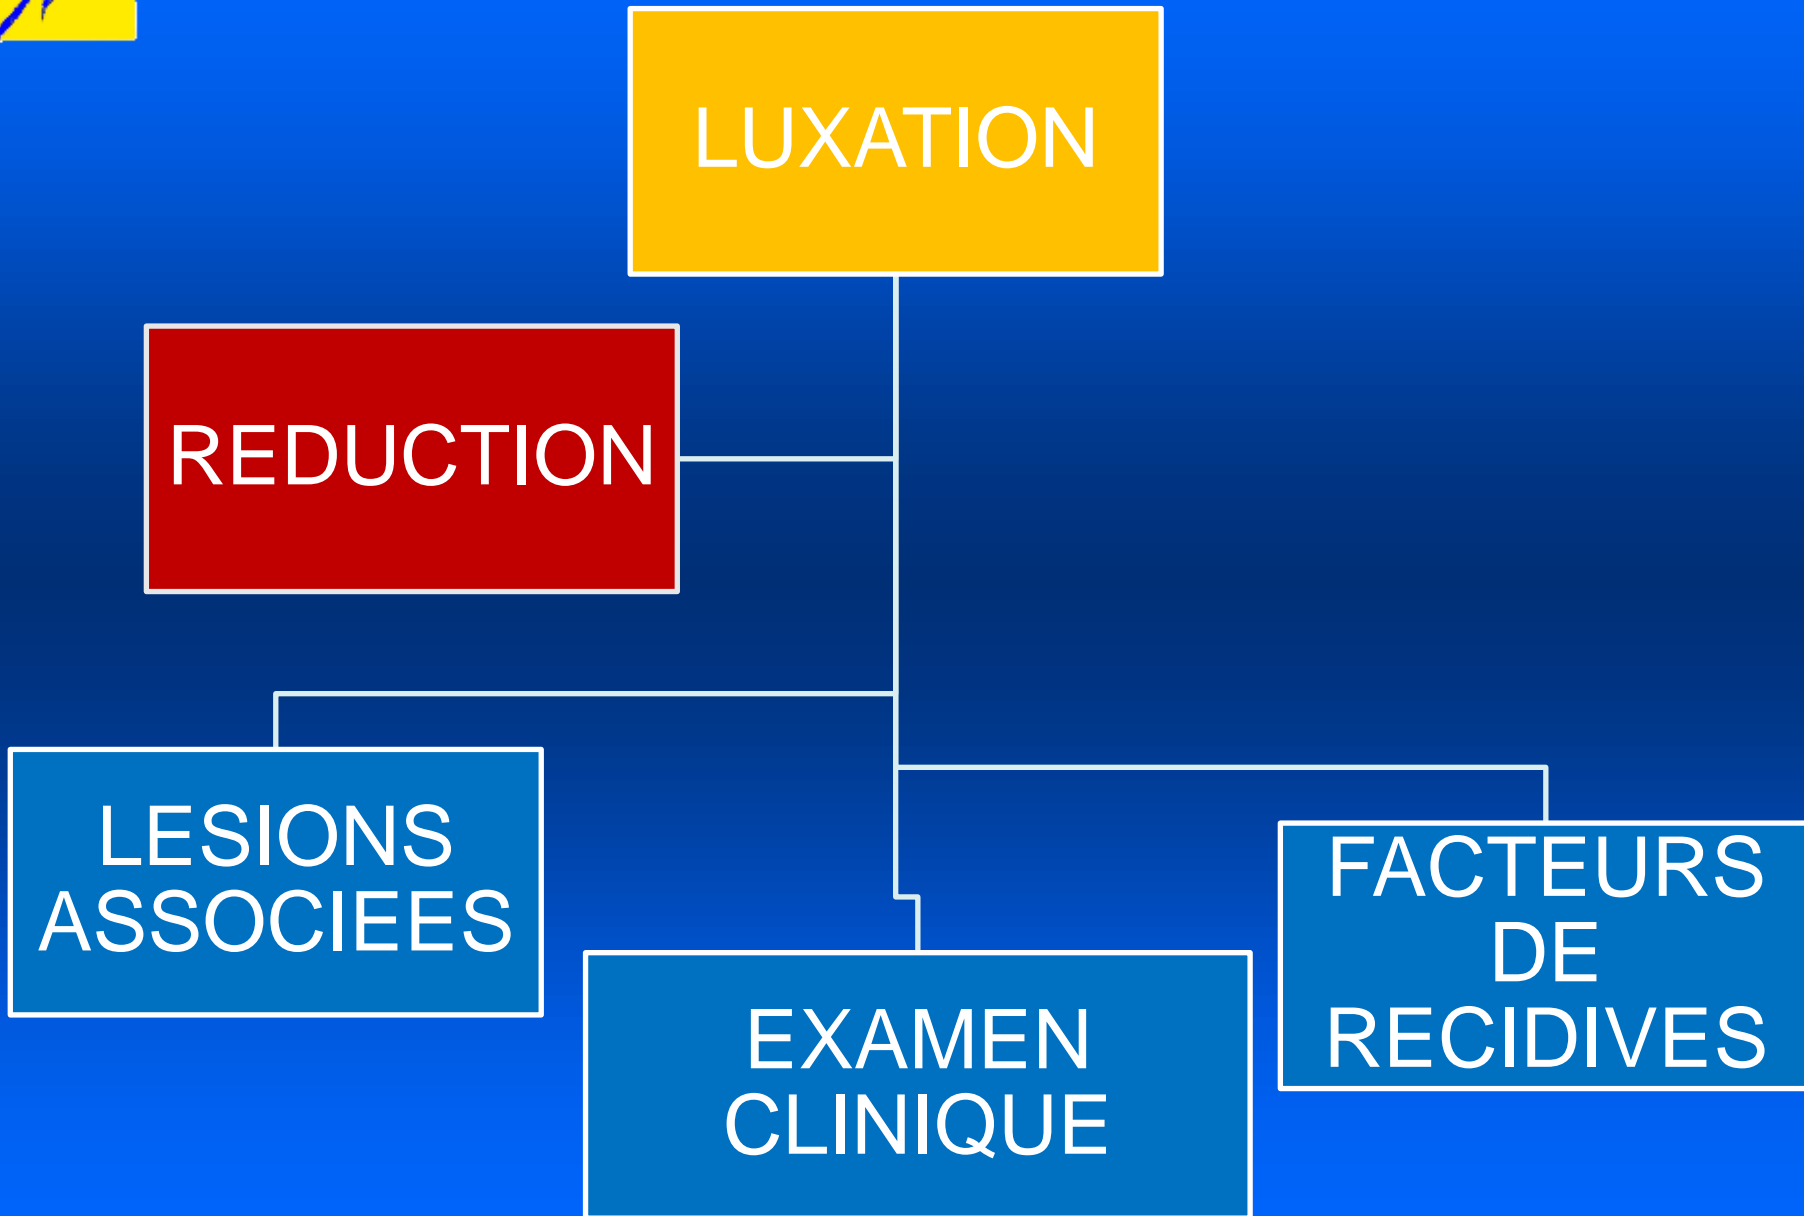 LUXATION
REDUCTION
LESIONS
ASSOCIEES
EXAMEN
CLINIQUE
FACTEURS
DE
RECIDIVES